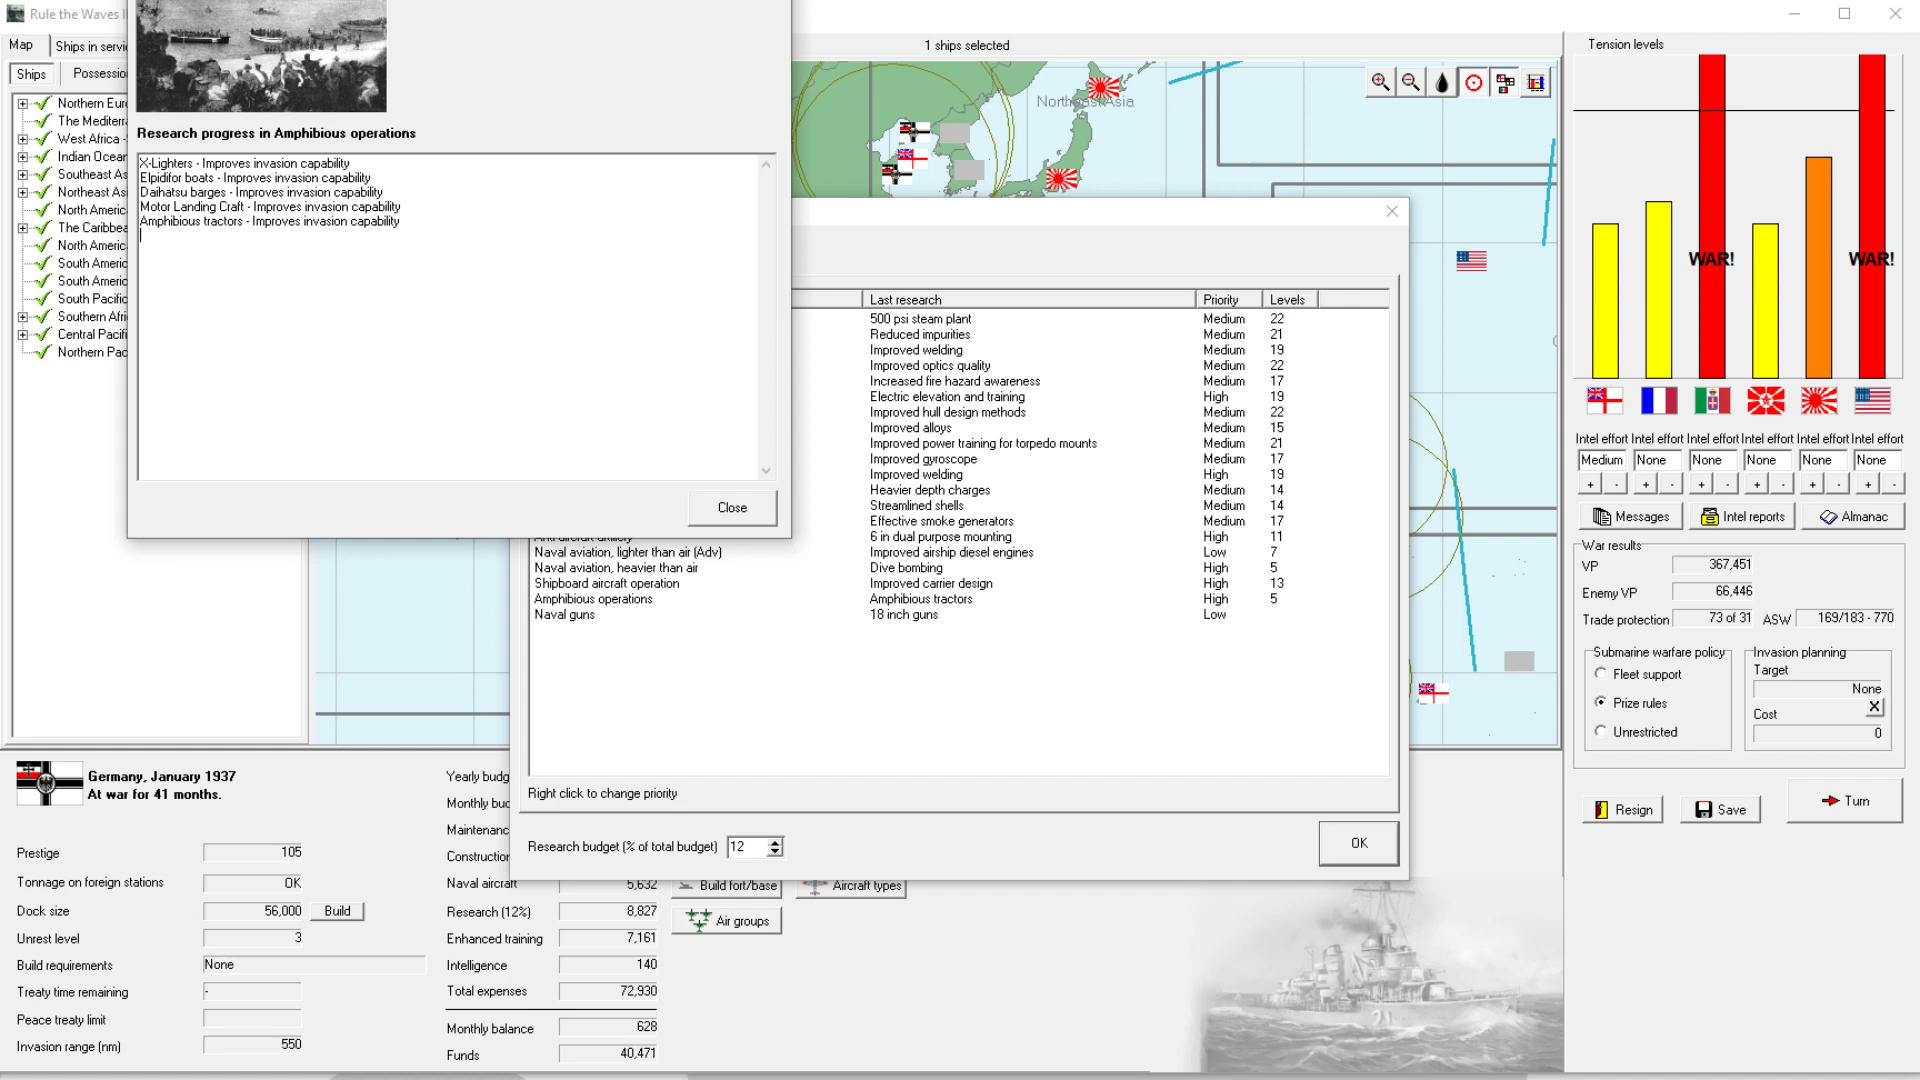 Rule the Waves II
Map
Ships in servi
Ships
Possessio
Northern Eur
The Mediterra
West Africa -
Indian Ocear
Southeast As
Northeast Asi
North Americ
The Caribbea
North Americ
South Americ
South Americ
South Pacific
Southern Afri
Central Pacifi
Northern Pac
Research progress in Amphibious operations
X-Lighters - Improves invasion capability
Elpidifor boats - Improves invasion capability
Daihatsu barges - Improves invasion capability
Motor Landing Craft - Improves invasion capability
Amphibious tractors - Improves invasion capability
Close
1 ships selected
Northeast Asia
Last research Priority Levels
500 psi steam plant Medium 22
Reduced impurities Medium 21
Improved welding Medium 19
Improved optics quality Medium 22
Increased fire hazard awareness Medium 17
Electric elevation and training High 19
Improved hull design methods Medium 22
Improved alloys Medium 15
Improved power training for torpedo mounts Medium 21
Improved gyroscope Medium 17
Improved welding High 19
Heavier depth charges Medium 14
Streamlined shells Medium 14
Effective smoke generators Medium 17
Anti aircraft artillery 6 in dual purpose mounting High 11
Naval aviation, lighter than air (Adv) Improved airship diesel engines Low 7
Naval aviation, heavier than air Dive bombing High 5
Shipboard aircraft operation Improved carrier design High 13
Amphibious operations Amphibious tractors High 5
Naval guns 18 inch guns Low
Right click to change priority
Research budget (% of total budget) 12
OK
Tension levels
WAR! WAR!
Intel effort Intel effort Intel effort Intel effort Intel effort Intel effort
Medium None None None None None
+ - + - + - + - + - + -
Messages Intel reports Almanac
War results
VP 367,451
Enemy VP 66,446
Trade protection 73 of 31 ASW 169/183 - 770
Submarine warfare policy
Fleet support
Prize rules
Unrestricted
Invasion planning
Target
None
X
Cost
0
Resign Save Turn
Germany, January 1937
At war for 41 months.
Prestige 105
Tonnage on foreign stations OK
Dock size 56,000 Build
Unrest level 3
Build requirements None
Treaty time remaining -
Peace treaty limit
Invasion range (nm) 550
Yearly budg
Monthly bud
Maintenanc
Construction
Naval aircraft 5,632
Research (12%) 8,827
Enhanced training 7,161
Intelligence 140
Total expenses 72,930
Monthly balance 628
Funds 40,471
Build fort/base Aircraft types
Air groups